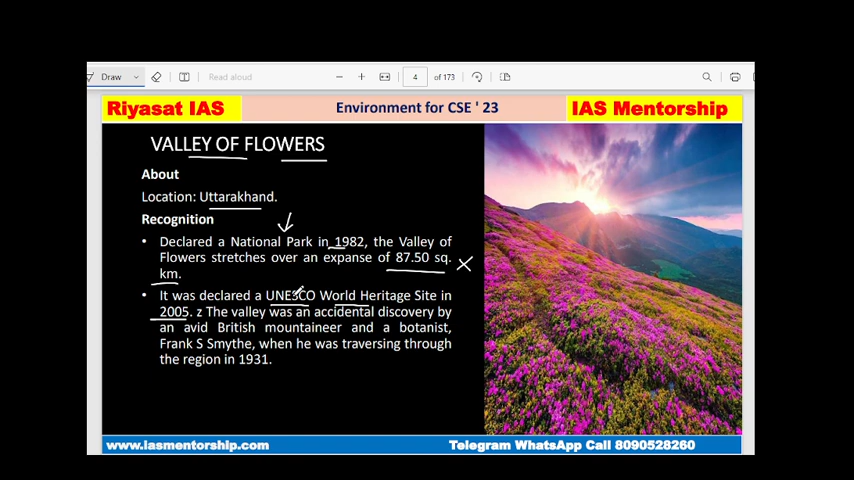 Draw
Read aloud
4 of 173
Riyasat IAS
Environment for CSE ' 23
IAS Mentorship
VALLEY OF FLOWERS
About
Location: Uttarakhand.
Recognition
• Declared a National Park in 1982, the Valley of
Flowers stretches over an expanse of 87.50 sq.
km.
• It was declared a UNESCO World Heritage Site in
2005. z The valley was an accidental discovery by
an avid British mountaineer and a botanist,
Frank S Smythe, when he was traversing through
the region in 1931.
www.iasmentorship.com
Telegram WhatsApp Call 8090528260